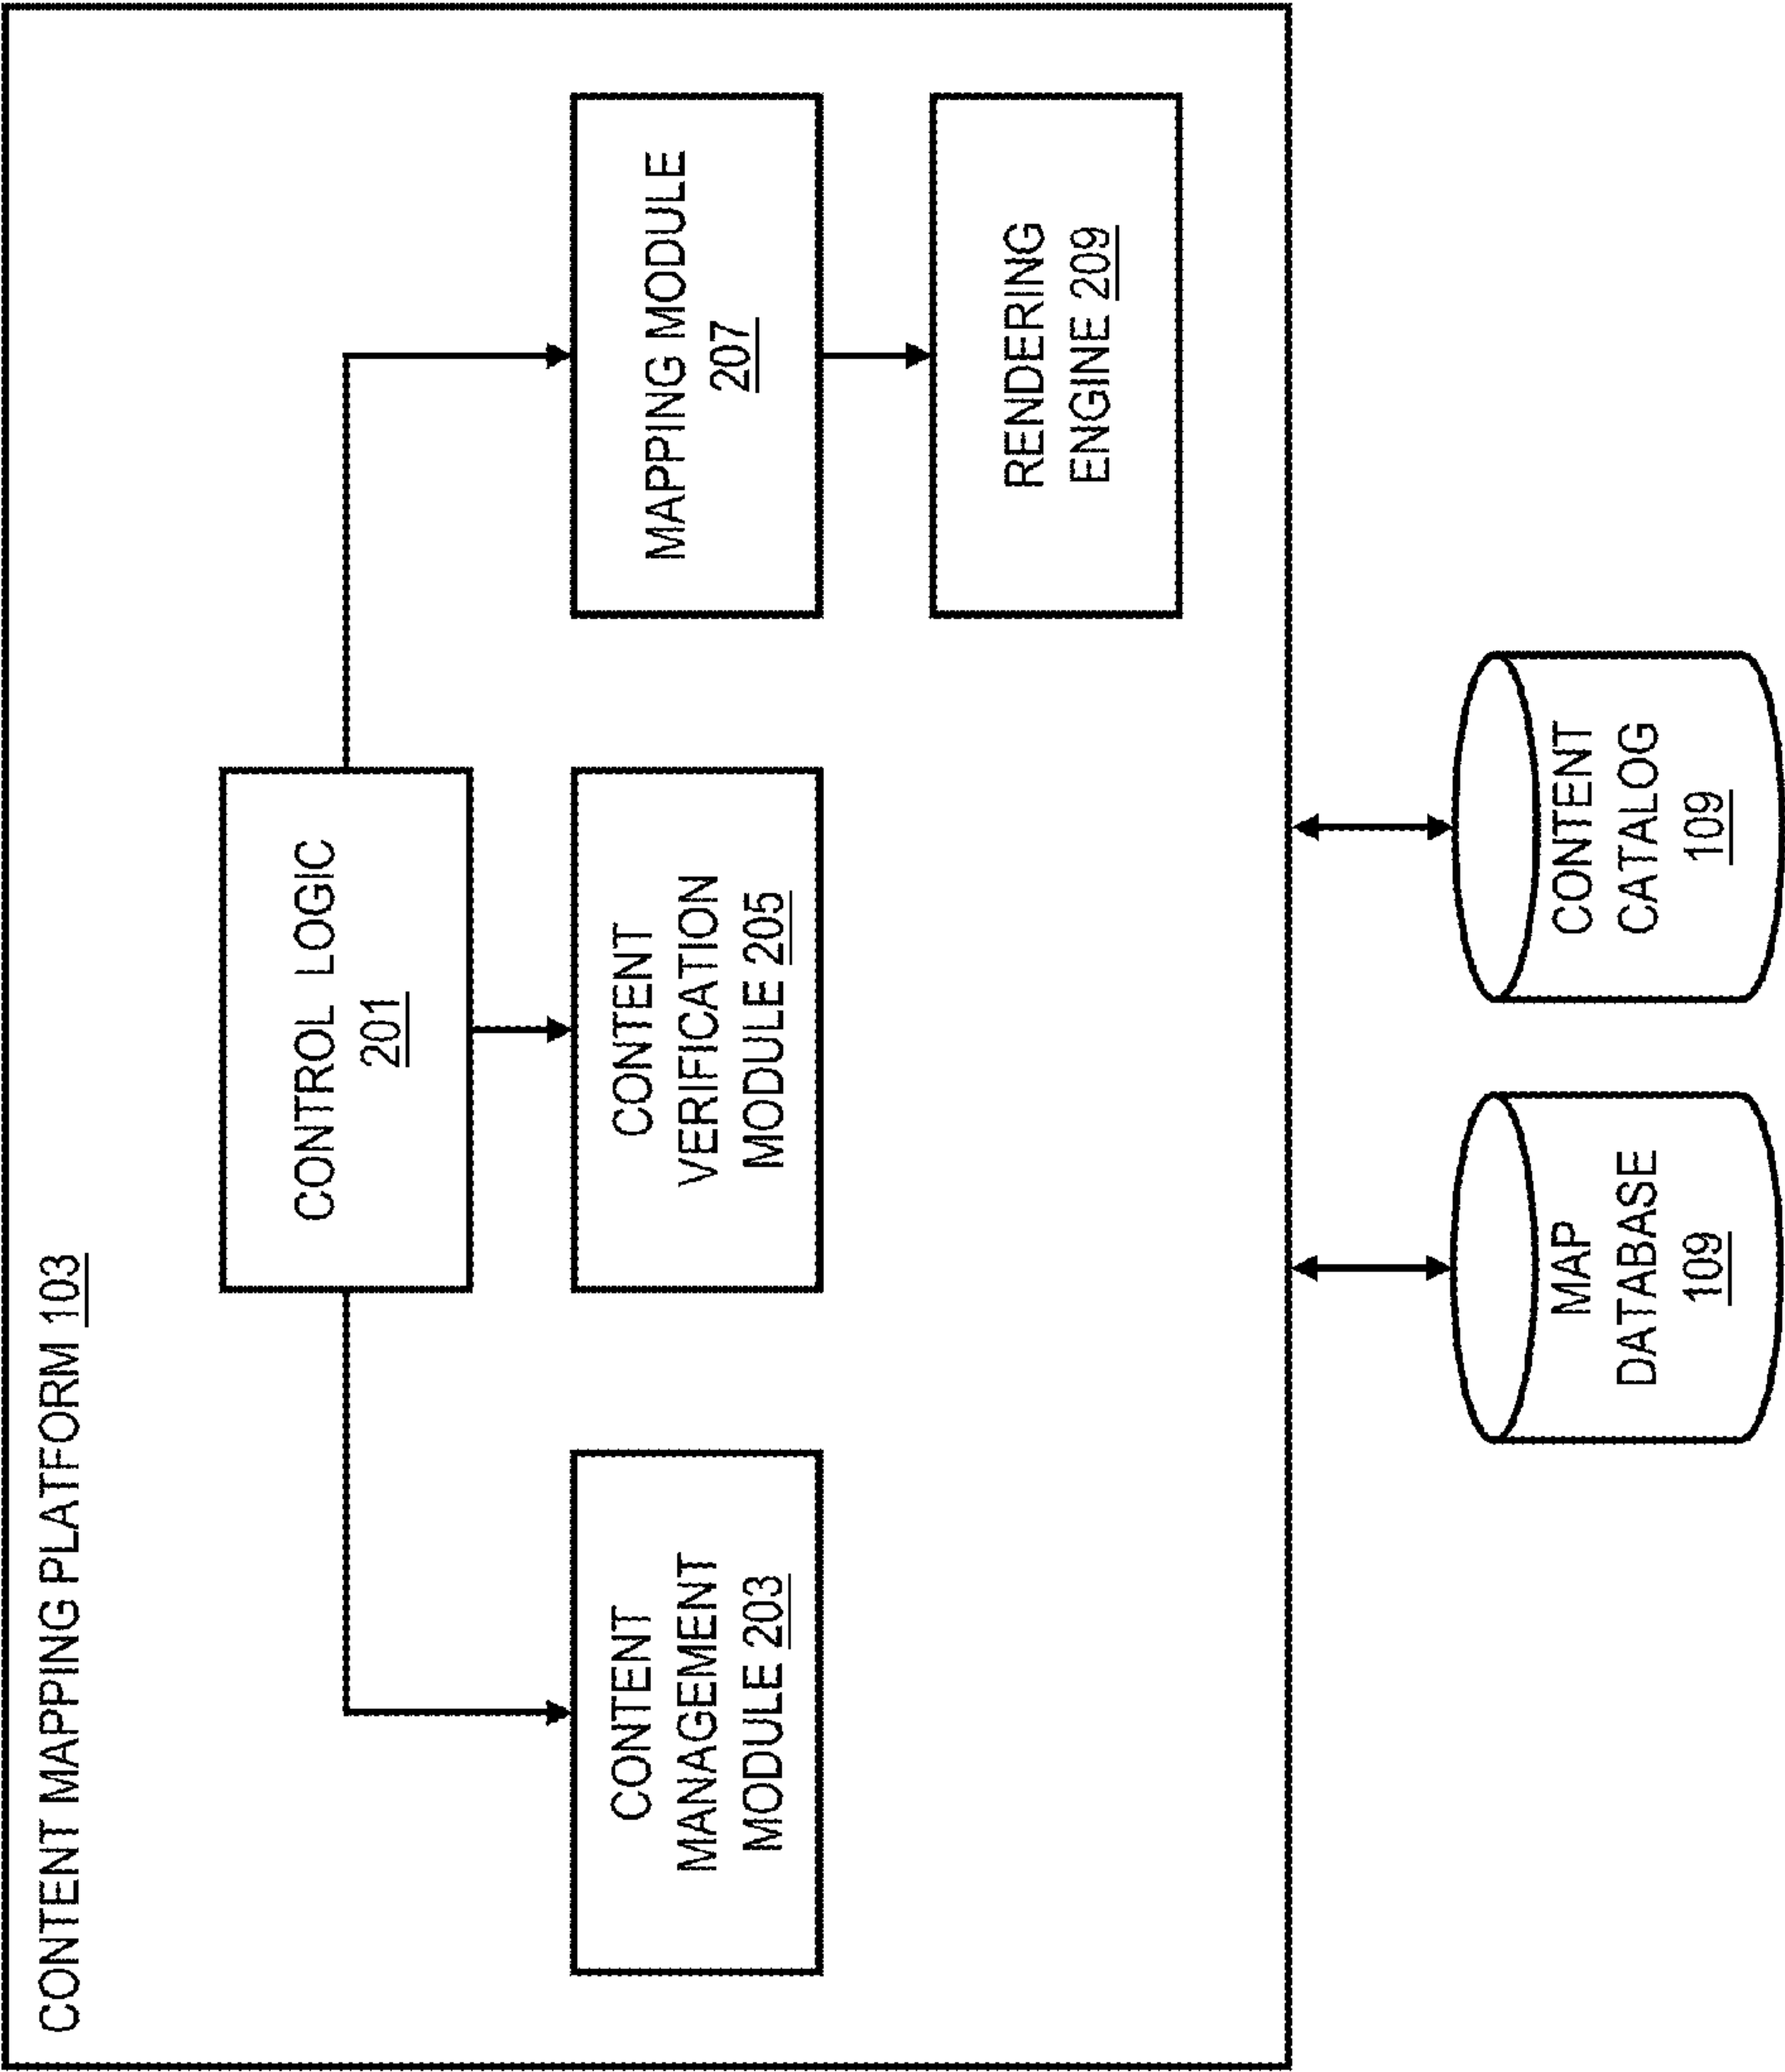 CONTENT MAPPING PLATFORM 103
CONTROL LOGIC
201
CONTENT
MANAGEMENT
MODULE 203
CONTENT
VERIFICATION
MODULE 205
MAPPING MODULE
207
RENDERING
ENGINE 209
MAP
DATABASE
109
CONTENT
CATALOG
109